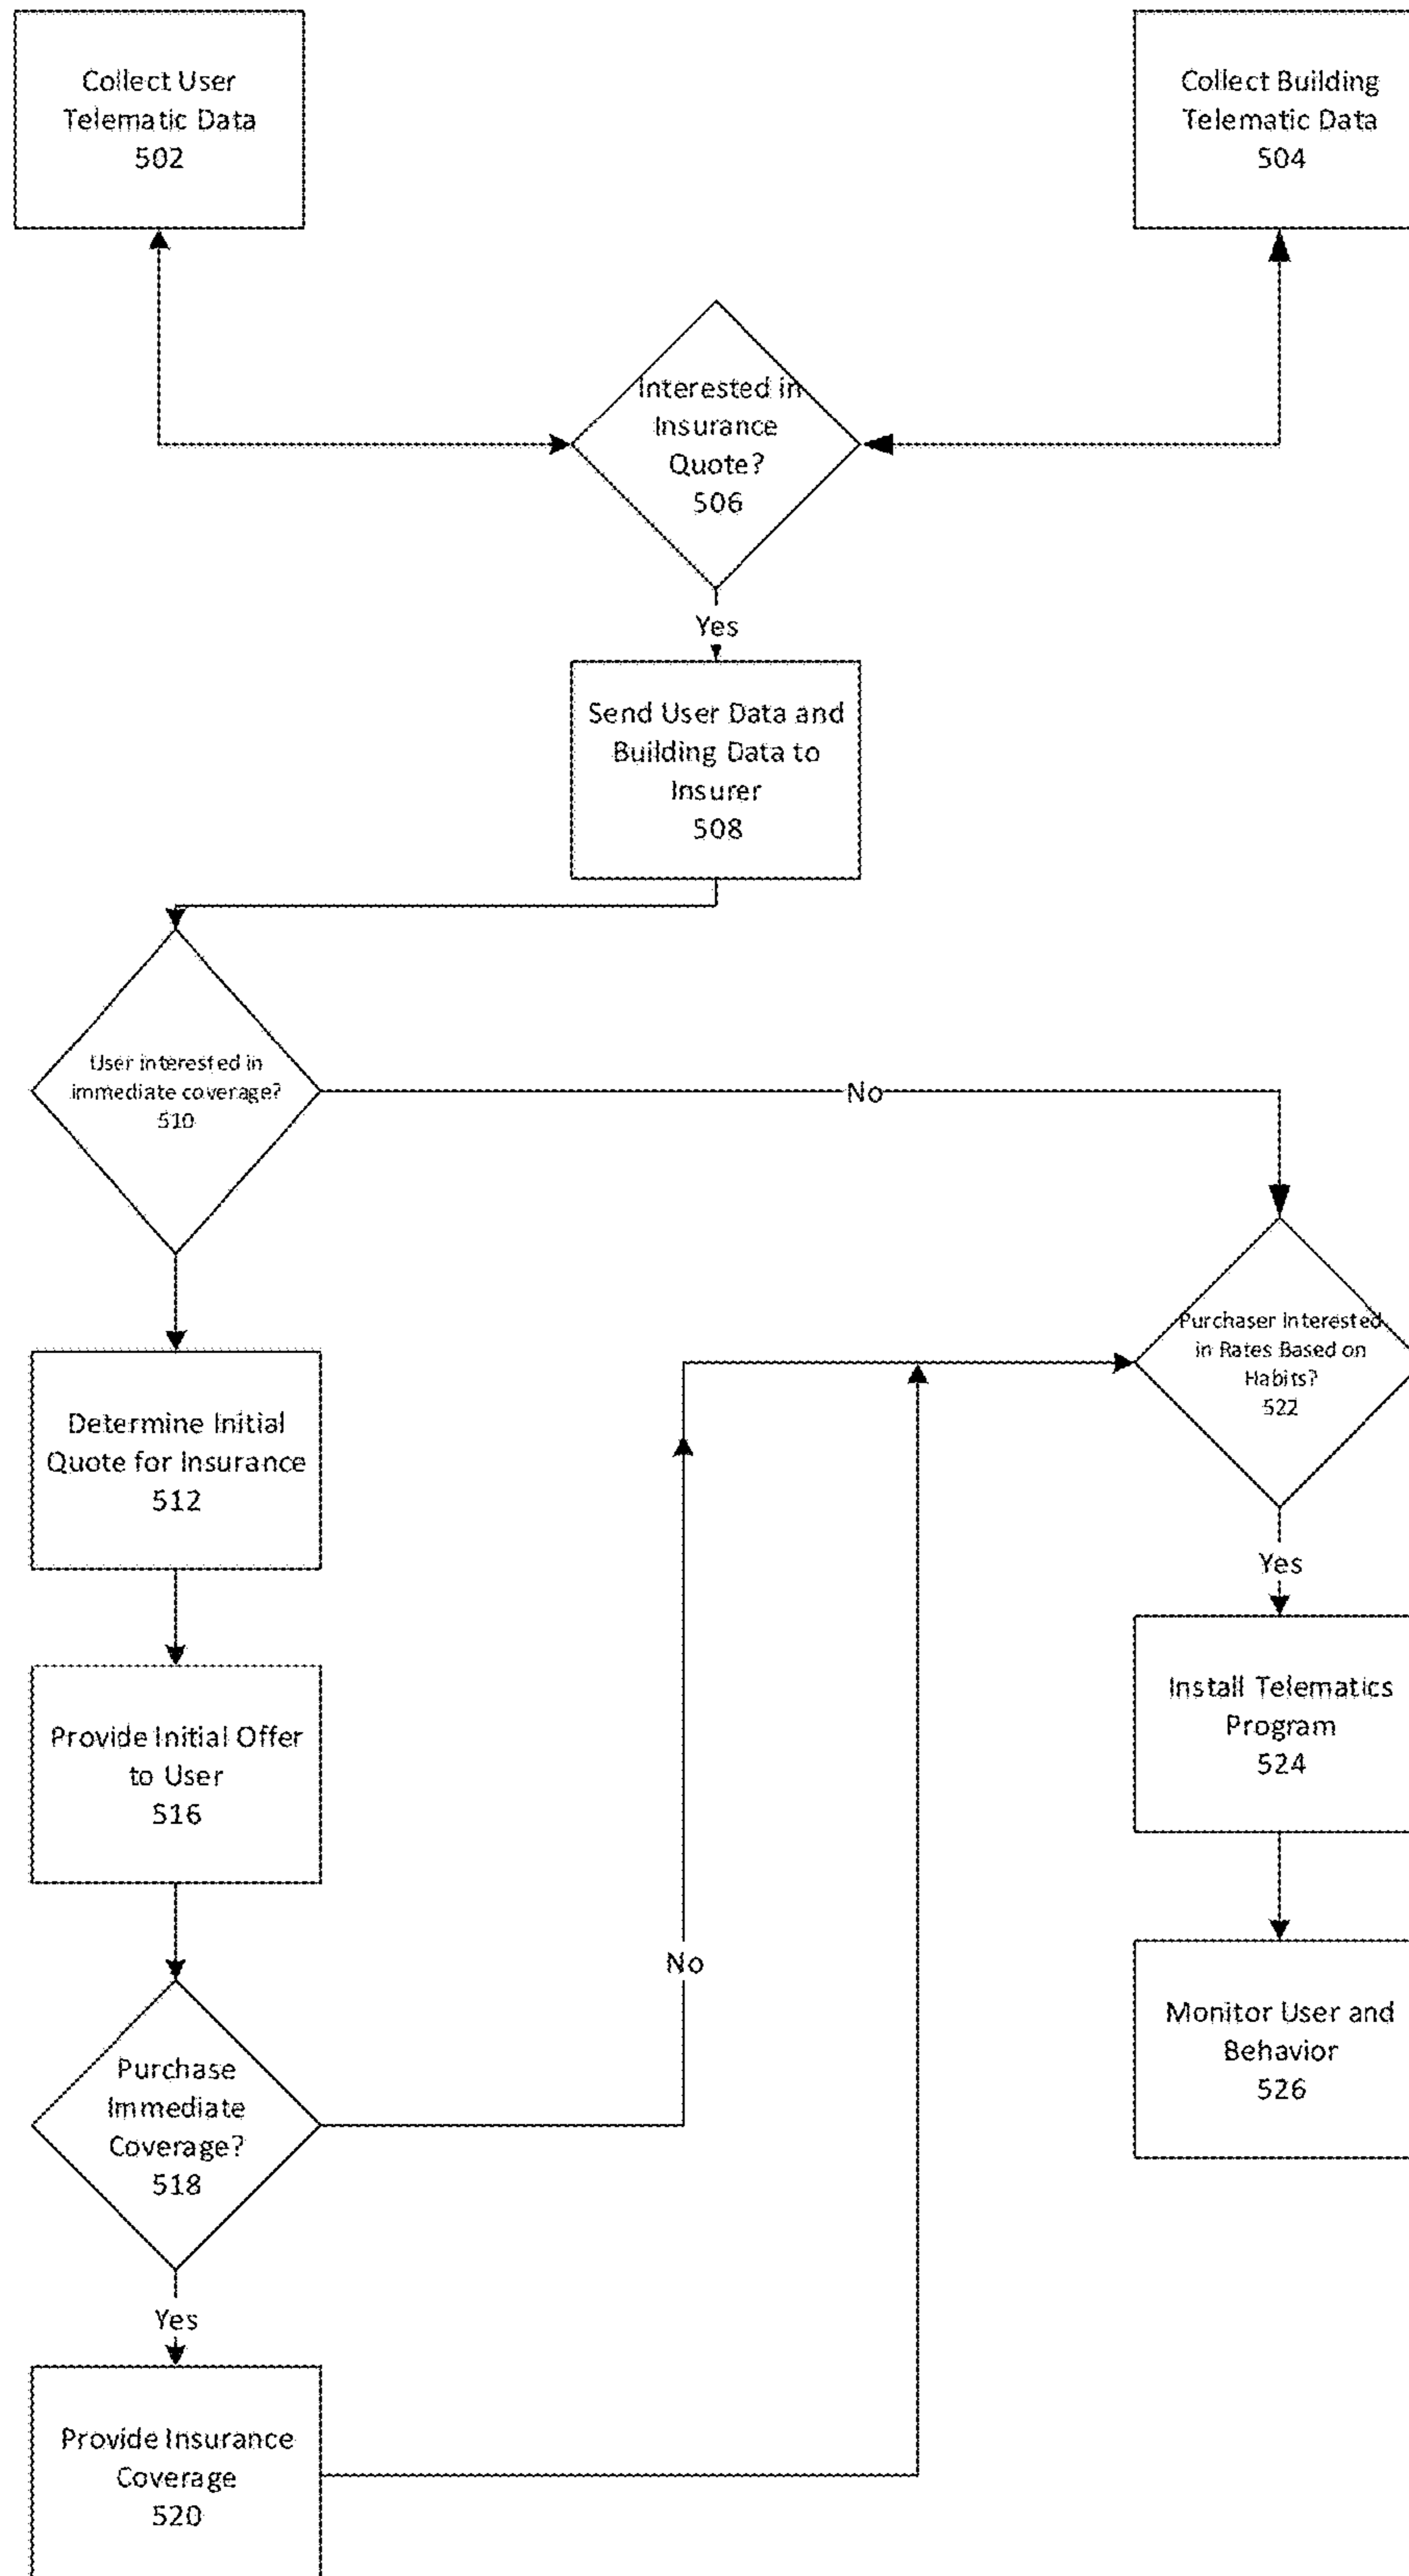 Collect User
Telematic Data
502
Collect Building
Telematic Data
504
Interested in
Insurance
Quote?
506
Yes
Send User Data and
Building Data to
Insurer
508
User interested in
immediate coverage?
510
No
Purchaser Interested
in Rates Based on
Habits?
522
Determine Initial
Quote for Insurance
512
Yes
Install Telematics
Program
524
Provide Initial Offer
to User
516
No
Monitor User and
Behavior
526
Purchase
Immediate
Coverage?
518
Yes
Provide Insurance
Coverage
520